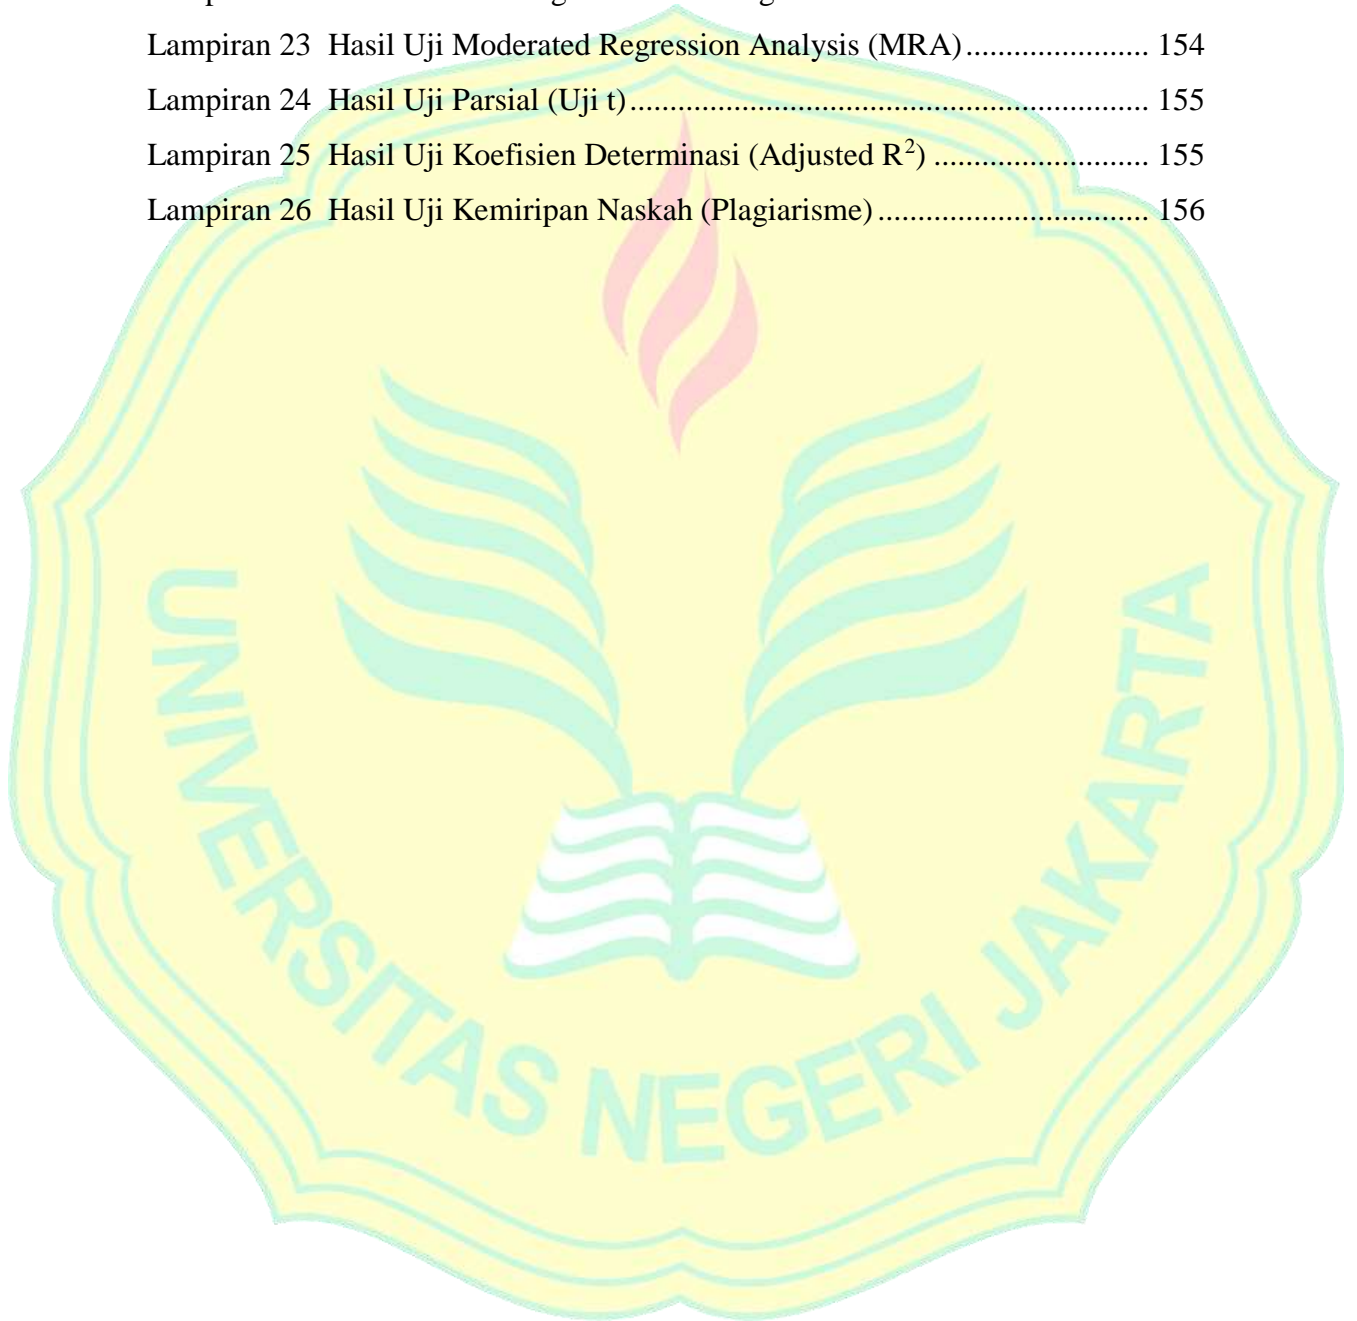 Lampiran 23 Hasil Uji Moderated Regression Analysis (MRA)....................... 154
Lampiran 24 Hasil Uji Parsial (Uji t)................................................................. 155
Lampiran 25 Hasil Uji Koefisien Determinasi (Adjusted R²) ........................... 155
Lampiran 26 Hasil Uji Kemiripan Naskah (Plagiarisme).................................. 156
UNIVERSITAS NEGERI JAKARTA